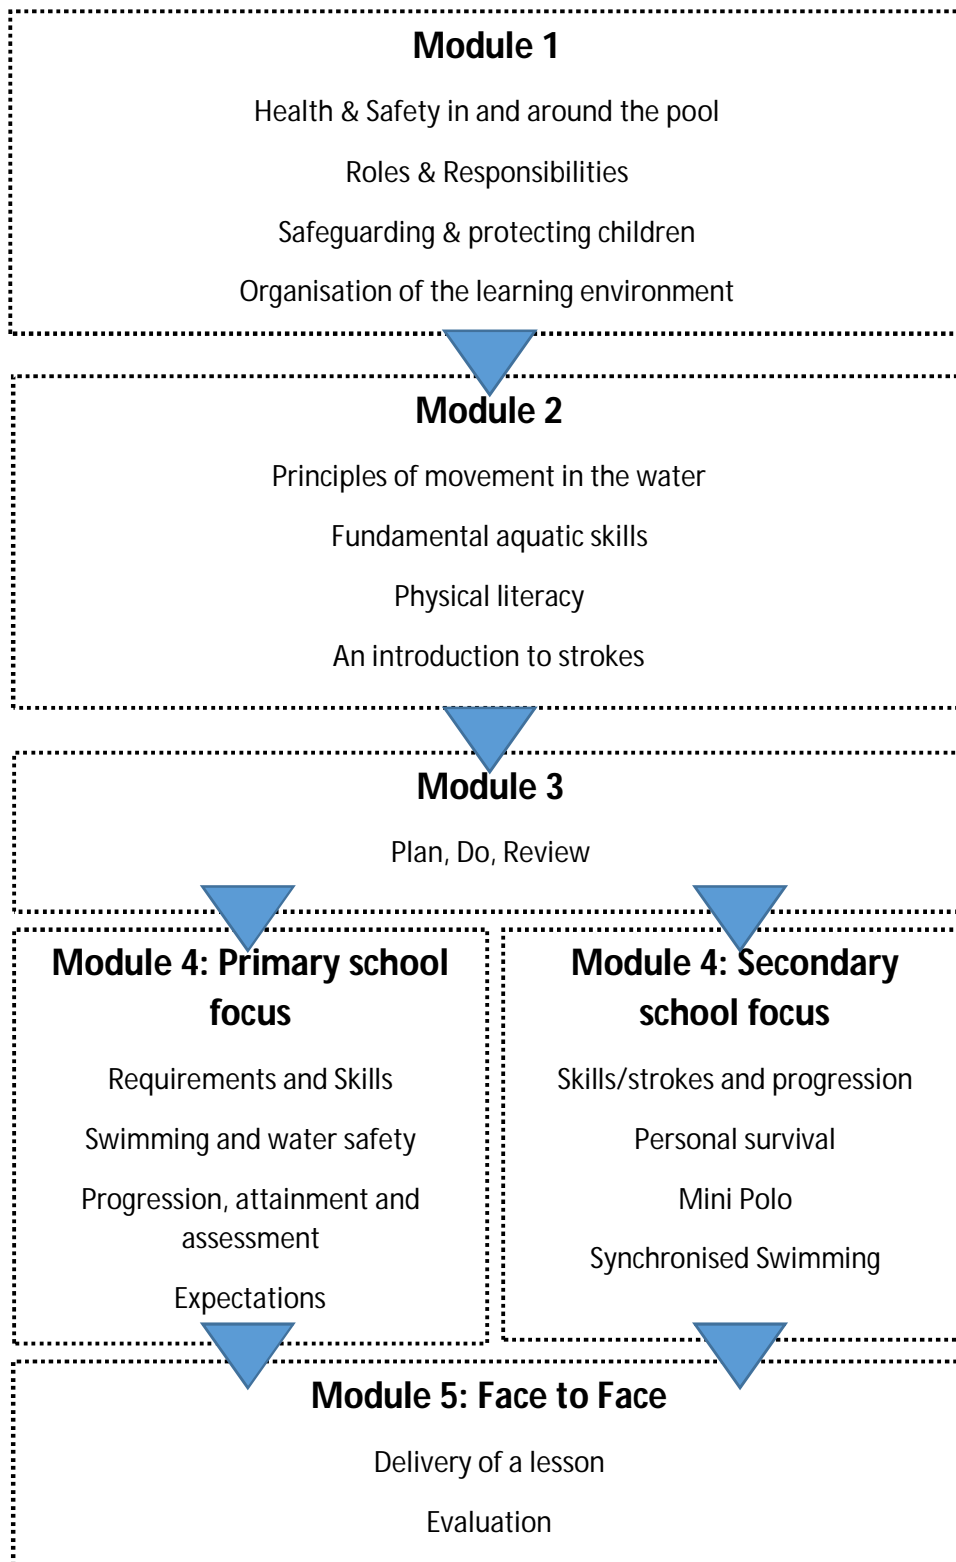 Module 1
Health & Safety in and around the pool
Roles & Responsibilities
Safeguarding & protecting children
Organisation of the learning environment
Module 2
Principles of movement in the water
Fundamental aquatic skills
Physical literacy
An introduction to strokes
Module 3
Plan, Do, Review
Module 4: Primary school
focus
Requirements and Skills
Swimming and water safety
Progression, attainment and
assessment
Expectations
Module 4: Secondary
school focus
Skills/strokes and progression
Personal survival
Mini Polo
Synchronised Swimming
Module 5: Face to Face
Delivery of a lesson
Evaluation